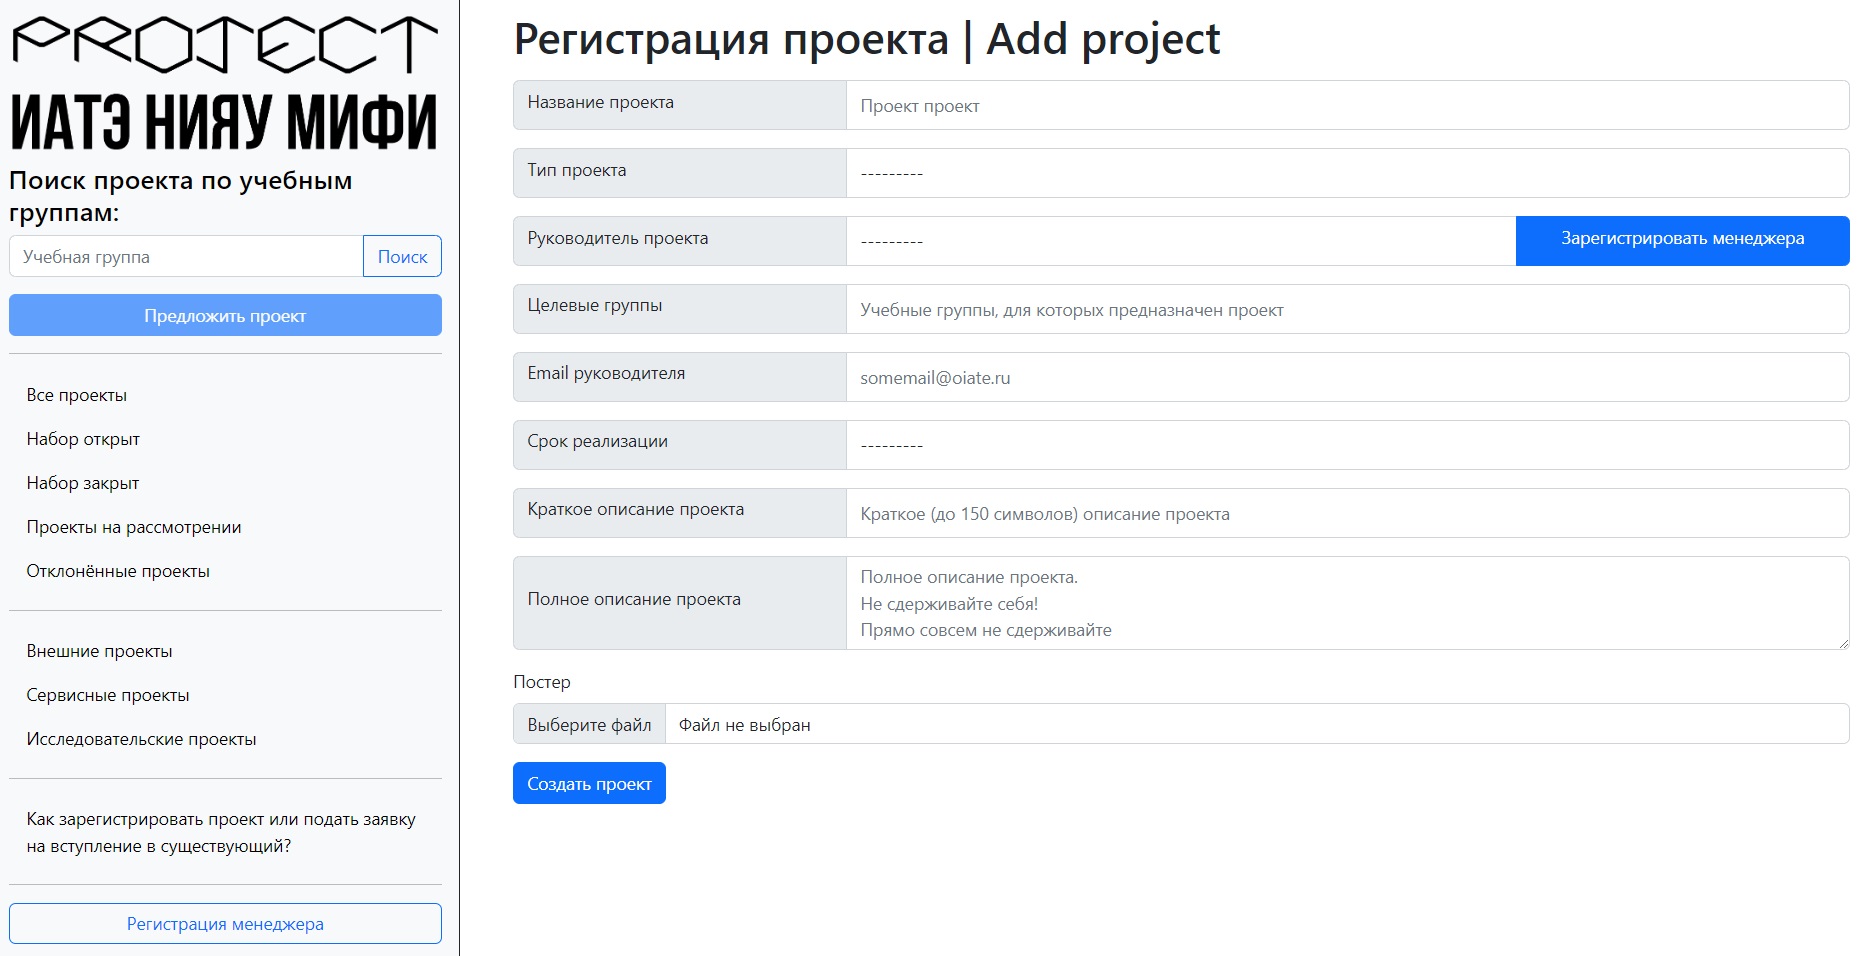 PROJECT
ИАТЭ НИЯУ МИФИ
Поиск проекта по учебным
группам:
Учебная группа
Поиск
Предложить проект
Все проекты
Набор открыт
Набор закрыт
Проекты на рассмотрении
Отклонённые проекты
Внешние проекты
Сервисные проекты
Исследовательские проекты
Как зарегистрировать проект или подать заявку
на вступление в существующий?
Регистрация менеджера
Регистрация проекта | Add project
Название проекта
Проект проект
Тип проекта
---------
Руководитель проекта
---------
Зарегистрировать менеджера
Целевые группы
Учебные группы, для которых предназначен проект
Email руководителя
somemail@oiate.ru
Срок реализации
---------
Краткое описание проекта
Краткое (до 150 символов) описание проекта
Полное описание проекта
Полное описание проекта.
Не сдерживайте себя!
Прямо совсем не сдерживайте
Постер
Выберите файл
Файл не выбран
Создать проект